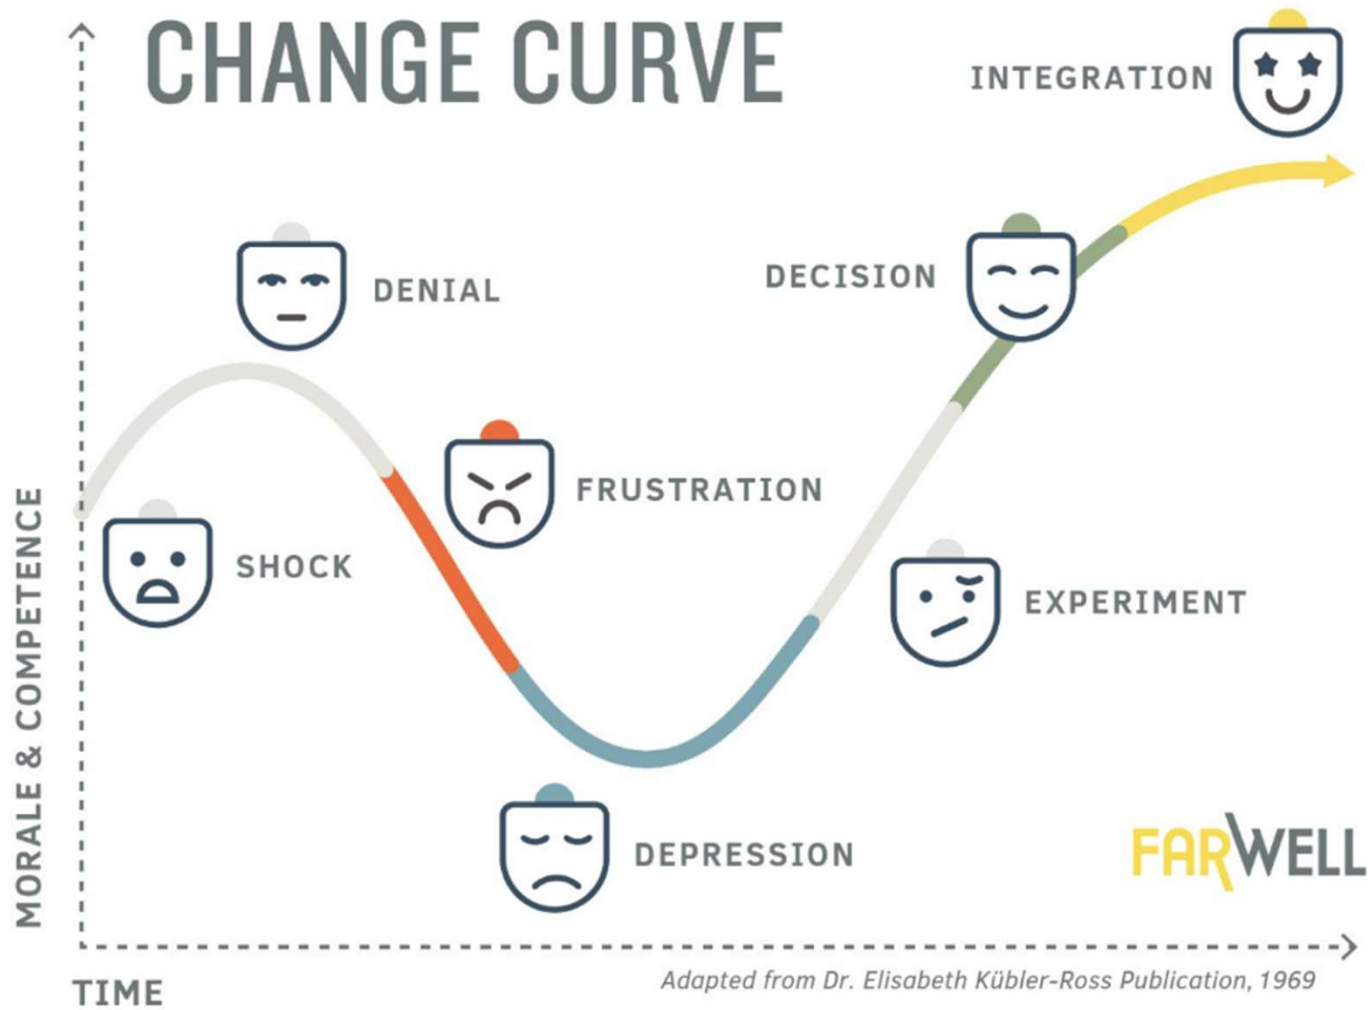 CHANGE CURVE
INTEGRATION
DECISION
DENIAL
FRUSTRATION
SHOCK
EXPERIMENT
DEPRESSION
MORALE & COMPETENCE
FARWELL
TIME
Adapted from Dr. Elisabeth Kübler-Ross Publication, 1969